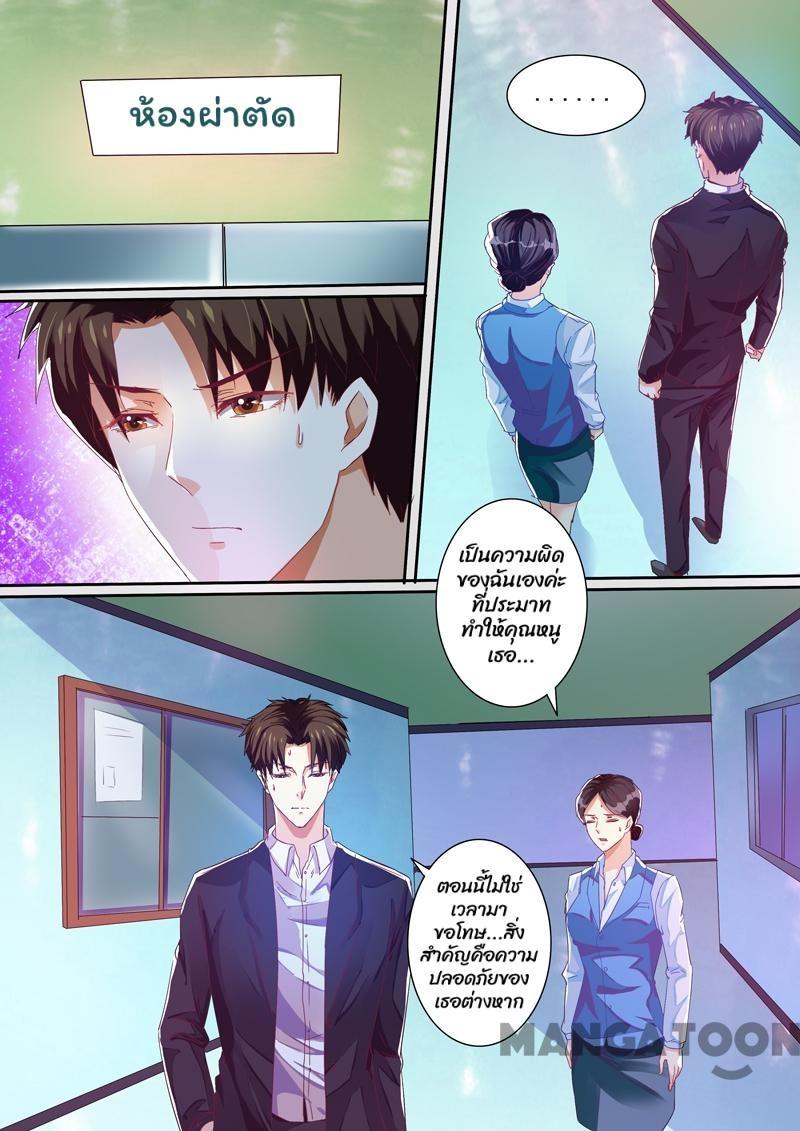 ห้องผ่าตัด
......
เป็นความผิด
ของฉันเองค่ะ
ที่ประมาท
ทำให้คุณหนู
เธอ...
ตอนนี้ไม่ใช่
เวลามา
ขอโทษ...สิ่ง
สำคัญคือความ
ปลอดภัยของ
เธอต่างหาก
MANGATOON